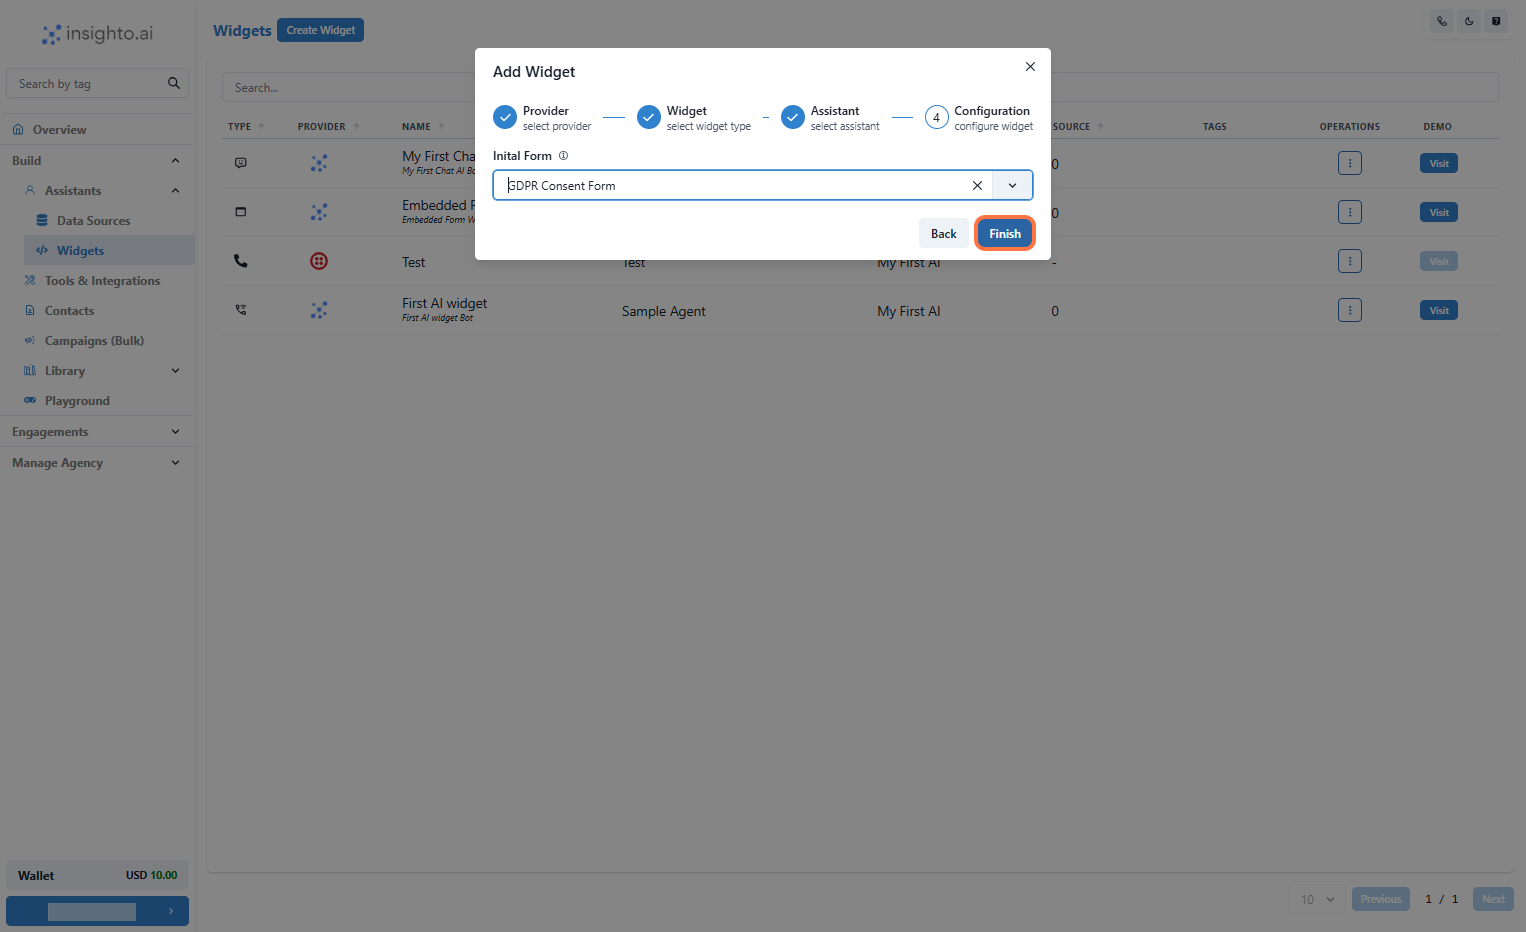 insighto.ai
Search by tag
Overview
Build
Assistants
Data Sources
Widgets
Tools & Integrations
Contacts
Campaigns (Bulk)
Library
Playground
Engagements
Manage Agency
Wallet USD 10.00
Widgets Create Widget
Search...
Add Widget
Provider
select provider
Widget
select widget type
Assistant
select assistant
4 Configuration
configure widget
Inital Form
GDPR Consent Form
Back Finish
TYPE PROVIDER NAME SOURCE TAGS OPERATIONS DEMO
My First Cha 0 Visit
My First Chat AI Bo
Embedded F 0 Visit
Embedded Form W
Test Test My First AI - Visit
First AI widget Sample Agent My First AI 0 Visit
First AI widget Bot
10 Previous 1 / 1 Next